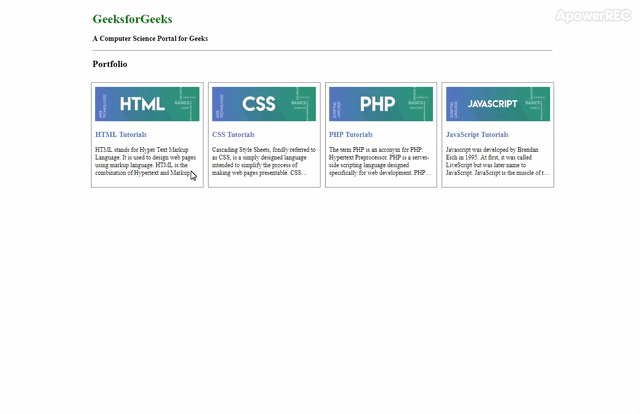 ApowerREC
GeeksforGeeks
A Computer Science Portal for Geeks
Portfolio
HTML
BASICS
CSS
BASICS
PHP
BASICS
JAVASCRIPT
BASICS
HTML Tutorials
HTML stands for Hyper Text Markup
Language. It is used to design web pages
using markup language. HTML is the
combination of Hypertext and Markup
CSS Tutorials
Cascading Style Sheets, fondly referred to
as CSS, is a simply designed language
intended to simplify the process of
making web pages presentable. CSS…
PHP Tutorials
The term PHP is an acronym for PHP:
Hypertext Preprocessor. PHP is a server-
side scripting language designed
specifically for web development. PHP…
JavaScript Tutorials
Javascript was developed by Brendan
Eich in 1995. At first, it was called
LiveScript but was later name to
JavaScript. JavaScript is the muscle of t…